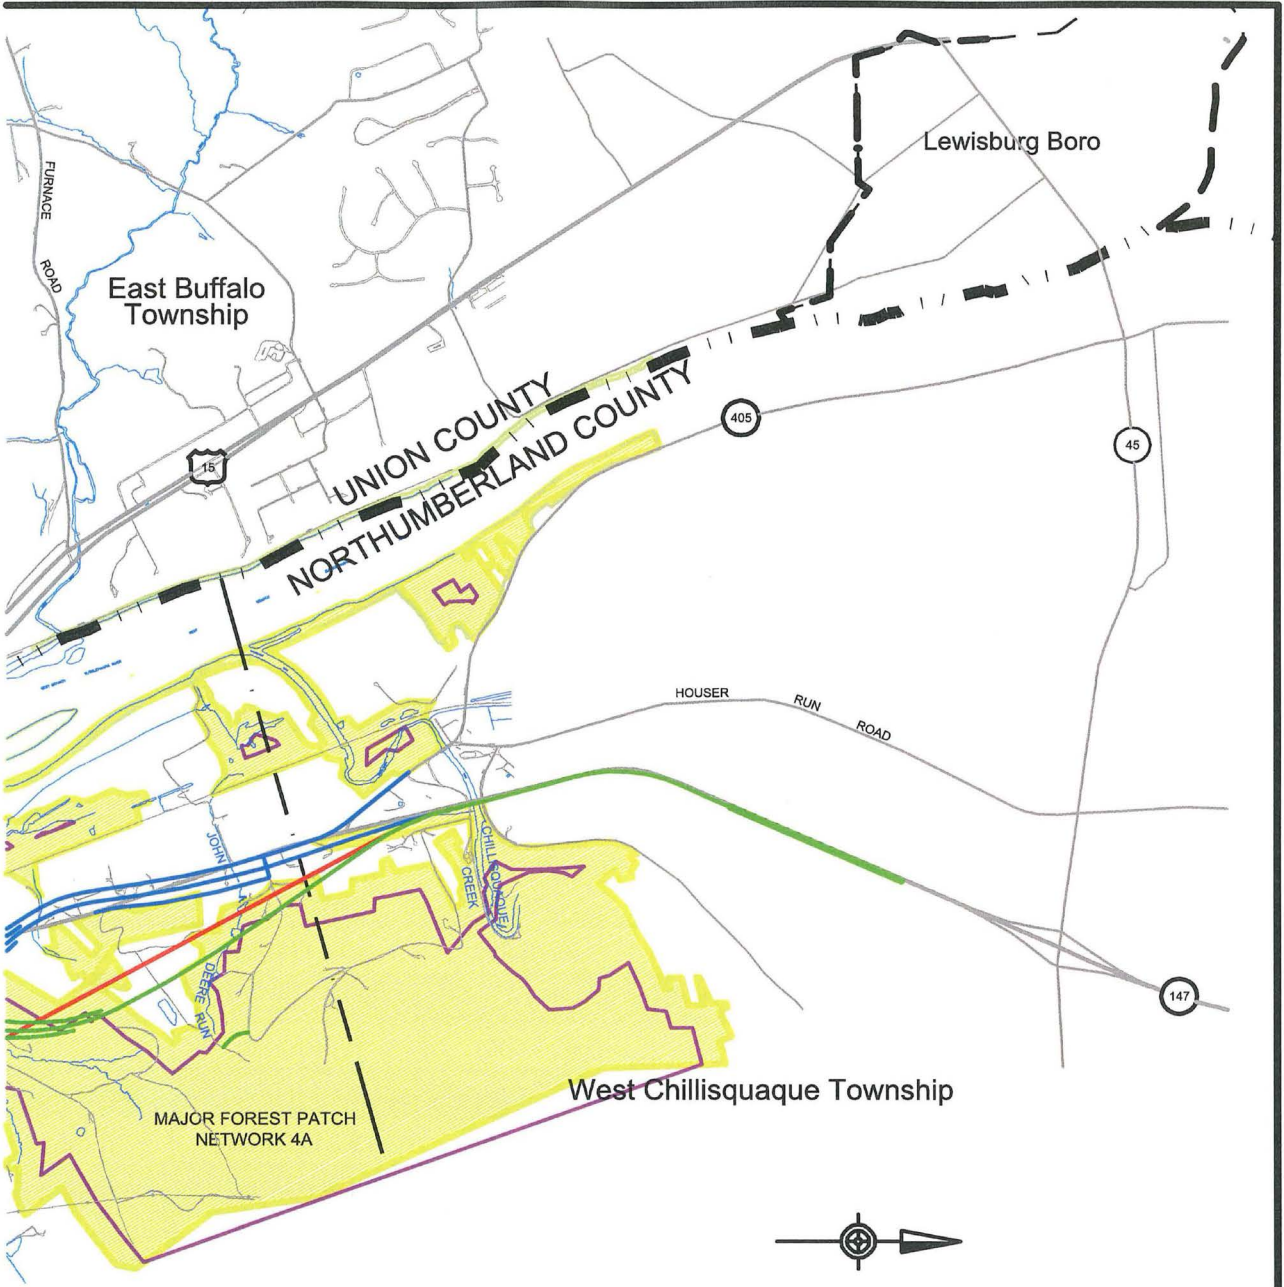 Lewisburg Boro
FURNACE
ROAD
East Buffalo
Township
UNION COUNTY
NORTHUMBERLAND COUNTY
405
45
15
HOUSER
RUN
ROAD
JOHN
CHILLISQUAQUE
CREEK
DEERE RUN
147
West Chillisquaque Township
MAJOR FOREST PATCH
NETWORK 4A